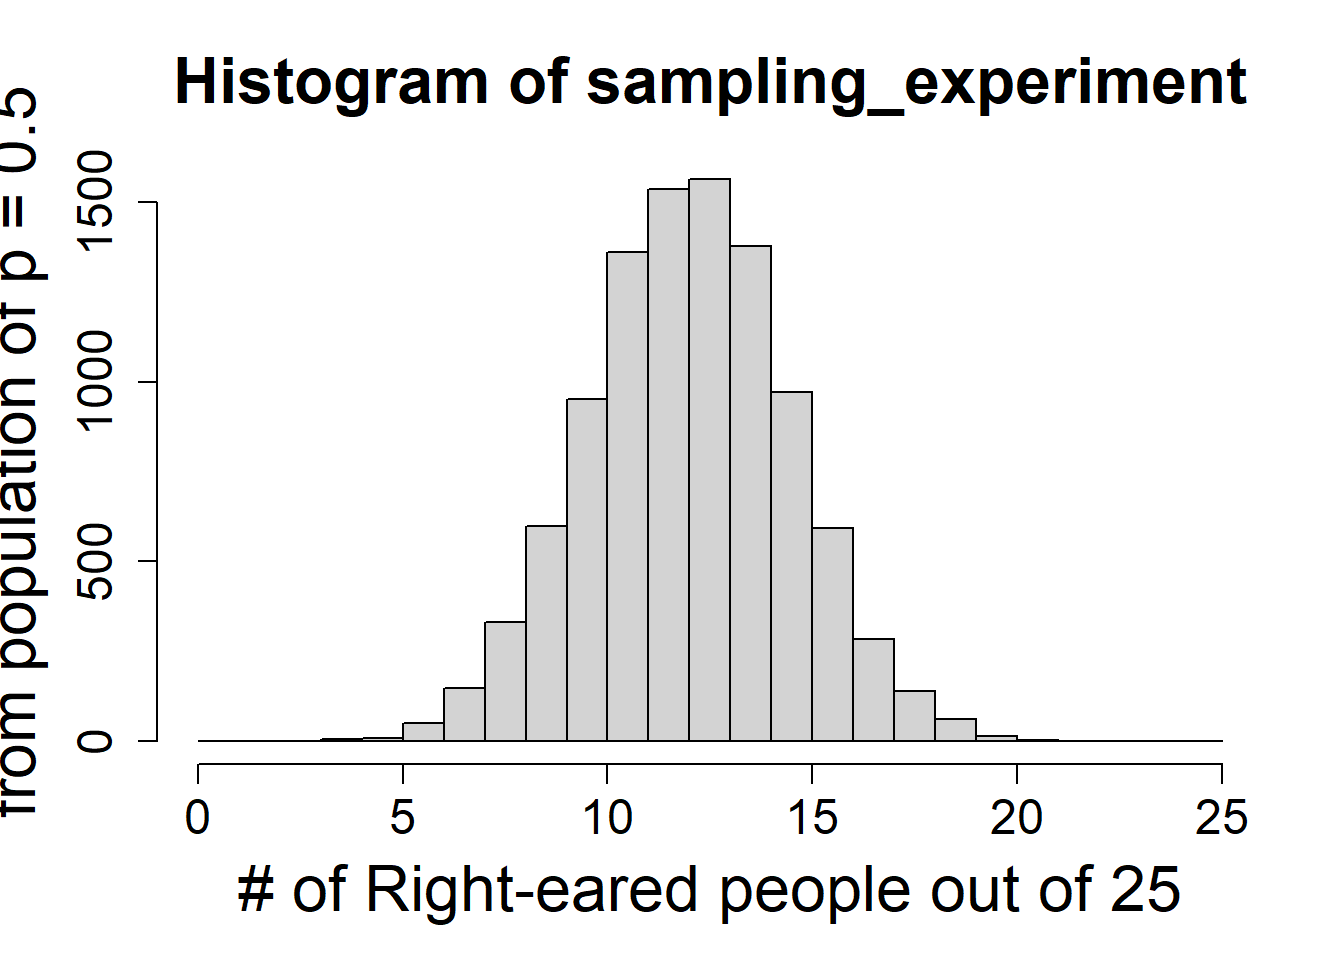 Histogram of sampling_experiment
from population of p = 0.5
1500
1000
500
0
0 5 10 15 20 25
# of Right-eared people out of 25